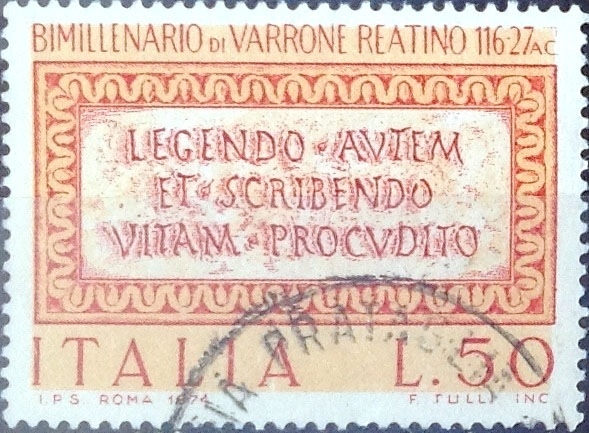 BIMILLENARIO DI VARRONE REATINO 116-27 AC
LEGENDO · AVTEM
ET · SCRIBENDO
VITAM · PROCVDITO
ITALIA L. 50
I.P.S. ROMA 1974 F. TULLI INC.